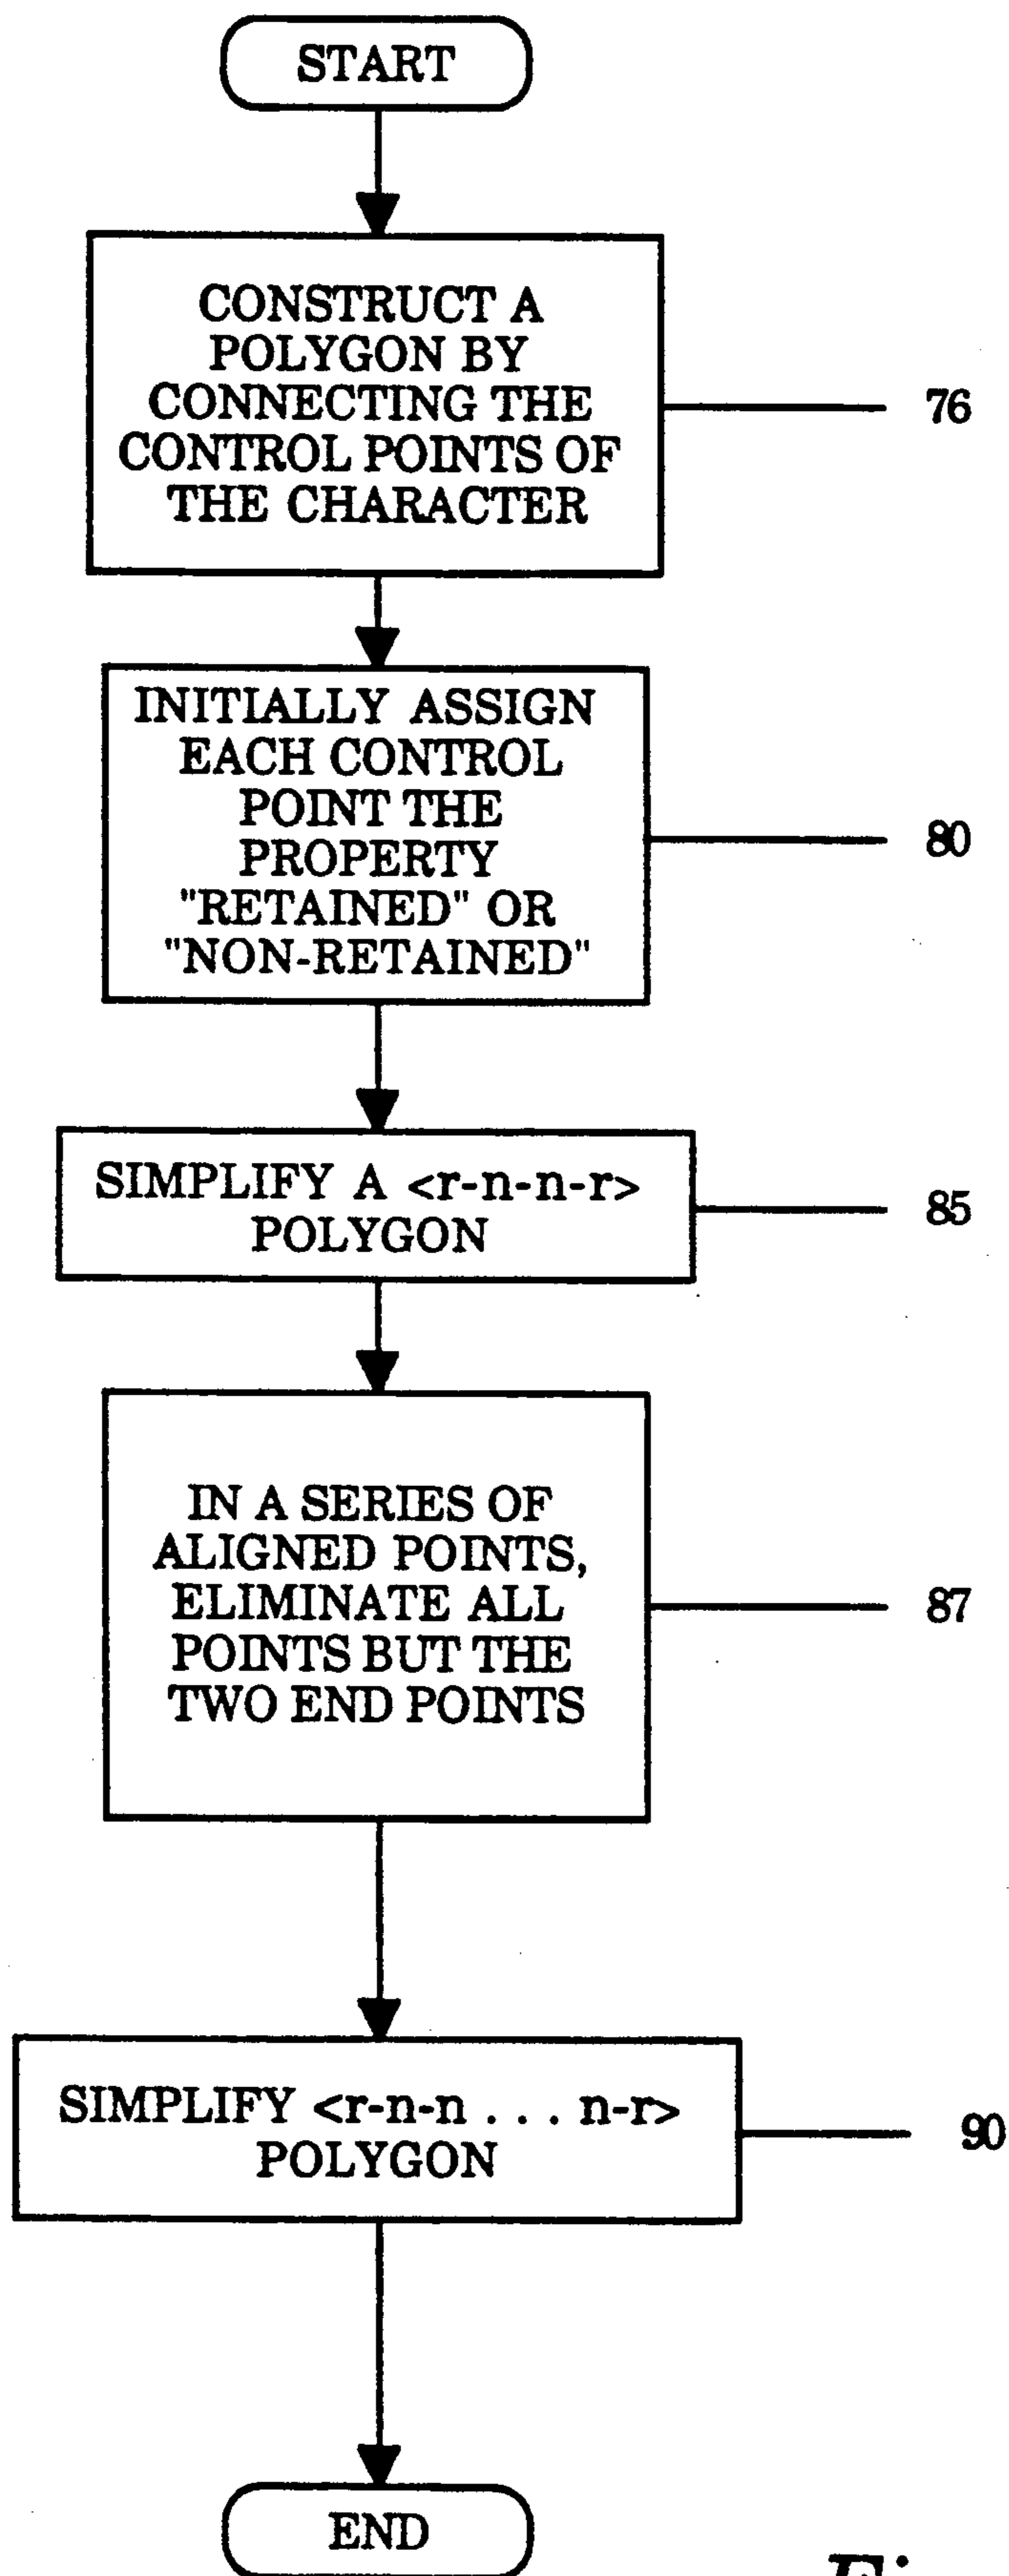 START
CONSTRUCT A
POLYGON BY
CONNECTING THE
CONTROL POINTS OF
THE CHARACTER
76
INITIALLY ASSIGN
EACH CONTROL
POINT THE
PROPERTY
"RETAINED" OR
"NON-RETAINED"
80
SIMPLIFY A <r-n-n-r>
POLYGON
85
IN A SERIES OF
ALIGNED POINTS,
ELIMINATE ALL
POINTS BUT THE
TWO END POINTS
87
SIMPLIFY <r-n-n . . . n-r>
POLYGON
90
END